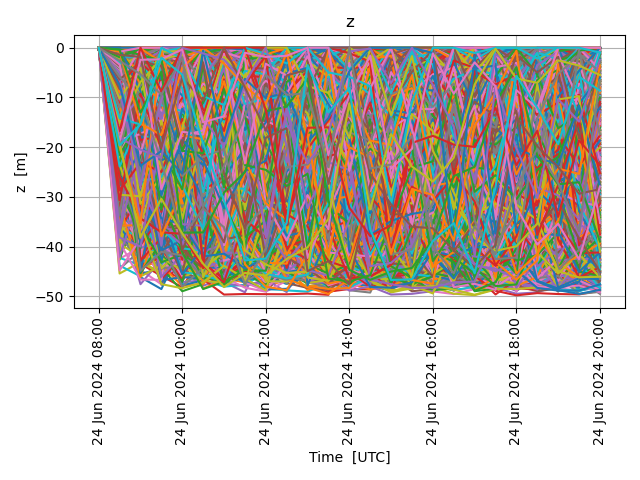 z
0
−10
−20
−30
−40
−50
z [m]
24 Jun 2024 08:00
24 Jun 2024 10:00
24 Jun 2024 12:00
24 Jun 2024 14:00
24 Jun 2024 16:00
24 Jun 2024 18:00
24 Jun 2024 20:00
Time [UTC]